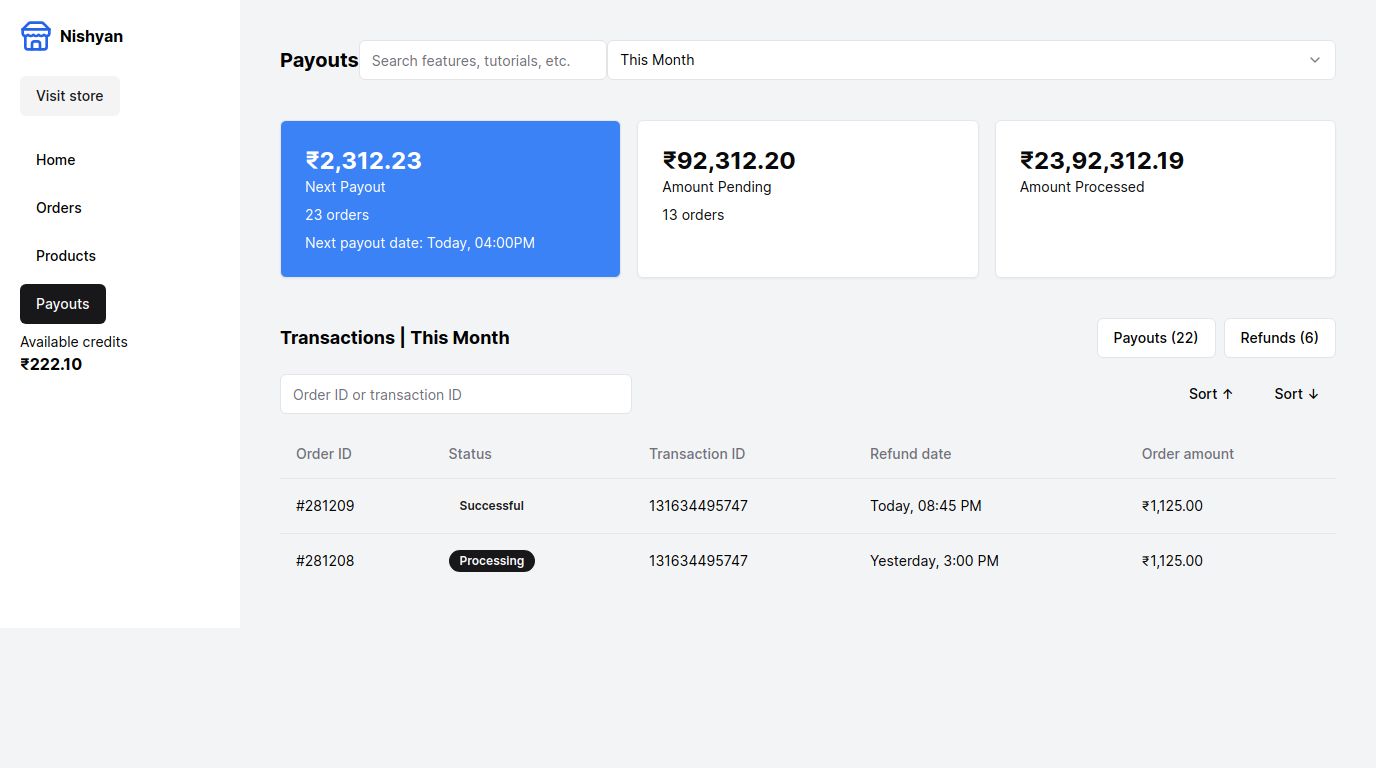 Nishyan
Visit store
Home
Orders
Products
Payouts
Available credits
₹222.10
Payouts
Search features, tutorials, etc.
This Month
₹2,312.23
Next Payout
23 orders
Next payout date: Today, 04:00PM
₹92,312.20
Amount Pending
13 orders
₹23,92,312.19
Amount Processed
Transactions | This Month
Payouts (22)
Refunds (6)
Order ID or transaction ID
Sort ↑
Sort ↓
Order ID Status Transaction ID Refund date Order amount
#281209 Successful 131634495747 Today, 08:45 PM ₹1,125.00
#281208 Processing 131634495747 Yesterday, 3:00 PM ₹1,125.00